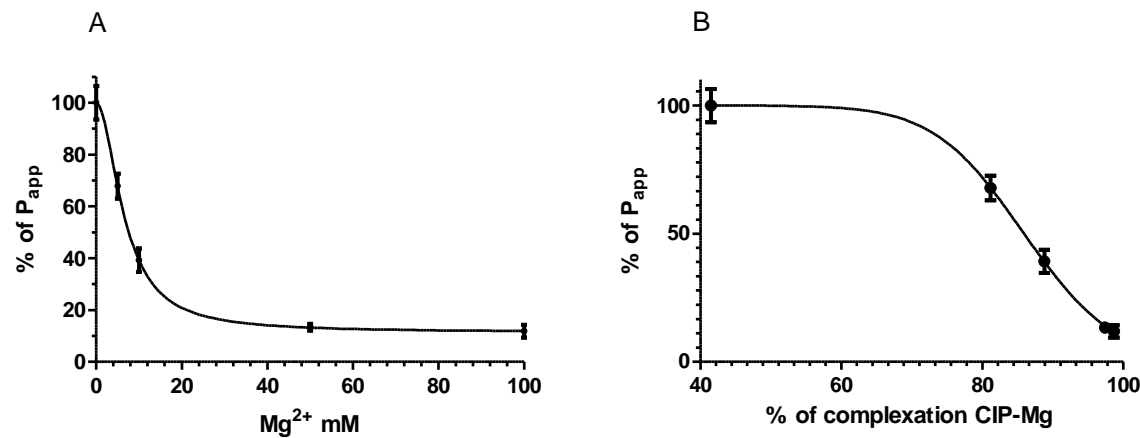 A
% of Papp
100
80
60
40
20
0
0 20 40 60 80 100
Mg2+ mM
B
% of Papp
100
50
0
40 60 80 100
% of complexation CIP-Mg